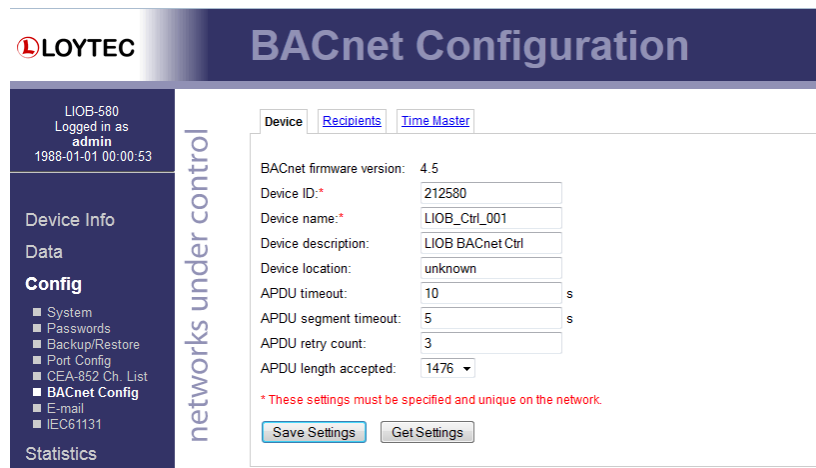 LOYTEC
BACnet Configuration
LIOB-580
Logged in as
admin
1988-01-01 00:00:53
Device Info
Data
Config
System
Passwords
Backup/Restore
Port Config
CEA-852 Ch. List
BACnet Config
E-mail
IEC61131
Statistics
networks under control
Device Recipients Time Master
BACnet firmware version: 4.5
Device ID:* 212580
Device name:* LIOB_Ctrl_001
Device description: LIOB BACnet Ctrl
Device location: unknown
APDU timeout: 10 s
APDU segment timeout: 5 s
APDU retry count: 3
APDU length accepted: 1476
* These settings must be specified and unique on the network.
Save Settings Get Settings